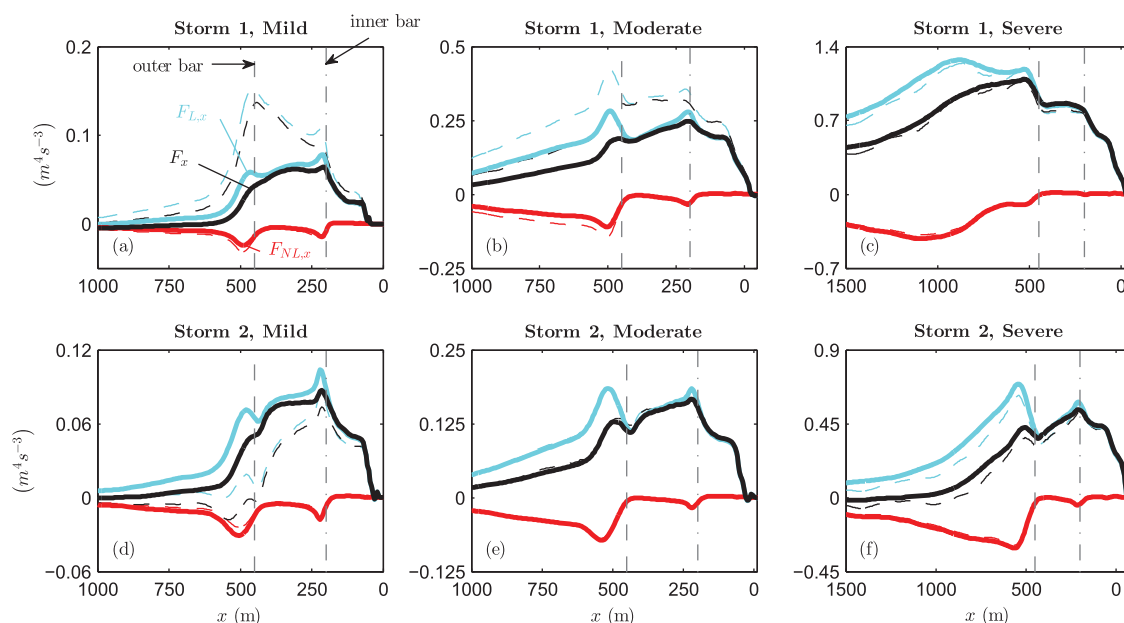 Storm 1, Mild
inner bar
outer bar
0.2
0.1
0
(m⁴s⁻³)
F_{L,x}
F_x
F_{NL,x}
(a)
1000 750 500 250 0
Storm 1, Moderate
0.5
0.25
0
−0.25
(b)
1000 750 500 250 0
Storm 1, Severe
1.4
0.7
0
−0.7
(c)
1500 1000 500 0
Storm 2, Mild
0.12
0.06
0
−0.06
(m⁴s⁻³)
(d)
1000 750 500 250 0
x (m)
Storm 2, Moderate
0.25
0.125
0
−0.125
(e)
1000 750 500 250 0
x (m)
Storm 2, Severe
0.9
0.45
0
−0.45
(f)
1500 1000 500 0
x (m)